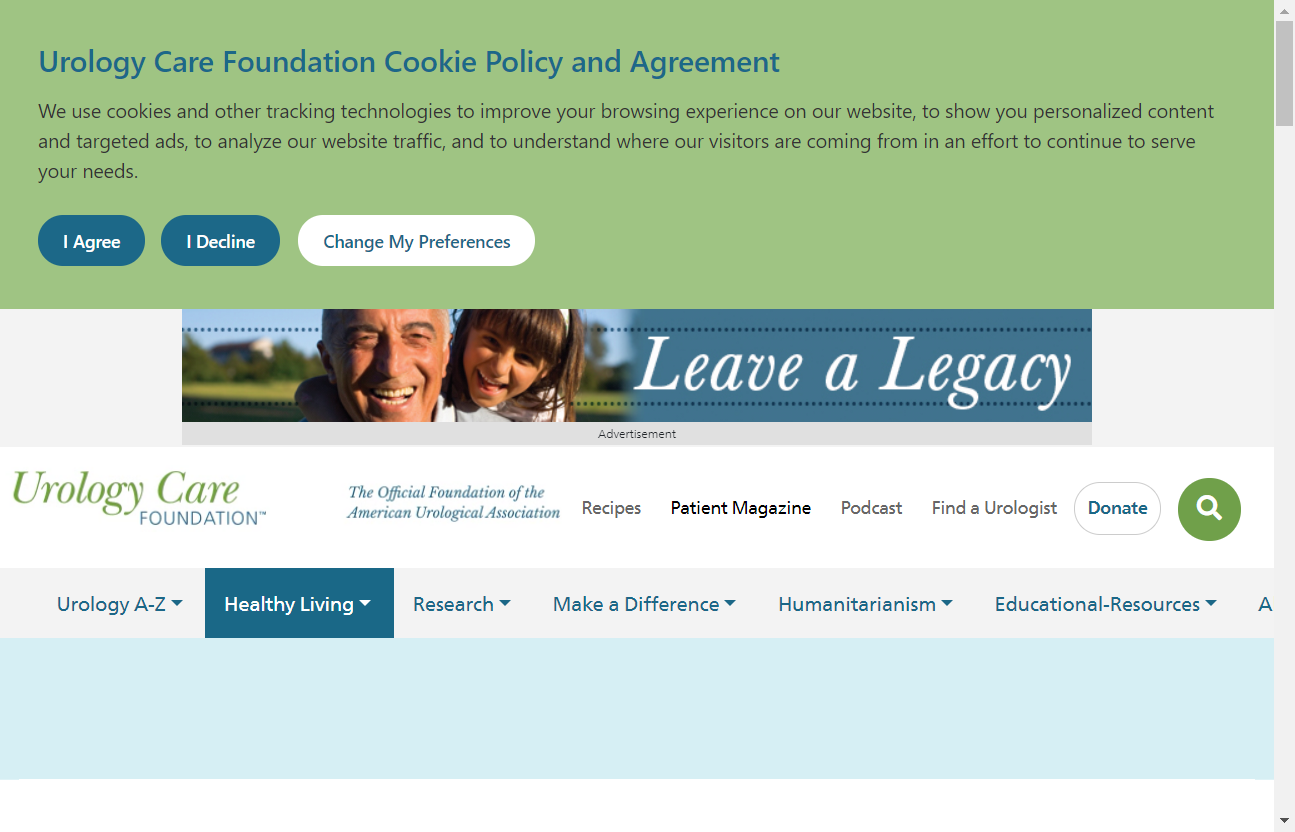 Urology Care Foundation Cookie Policy and Agreement
We use cookies and other tracking technologies to improve your browsing experience on our website, to show you personalized content
and targeted ads, to analyze our website traffic, and to understand where our visitors are coming from in an effort to continue to serve
your needs.
I Agree I Decline Change My Preferences
Leave a Legacy
Advertisement
Urology Care
FOUNDATION™
The Official Foundation of the
American Urological Association
Recipes Patient Magazine Podcast Find a Urologist Donate
Urology A-Z Healthy Living Research Make a Difference Humanitarianism Educational-Resources A